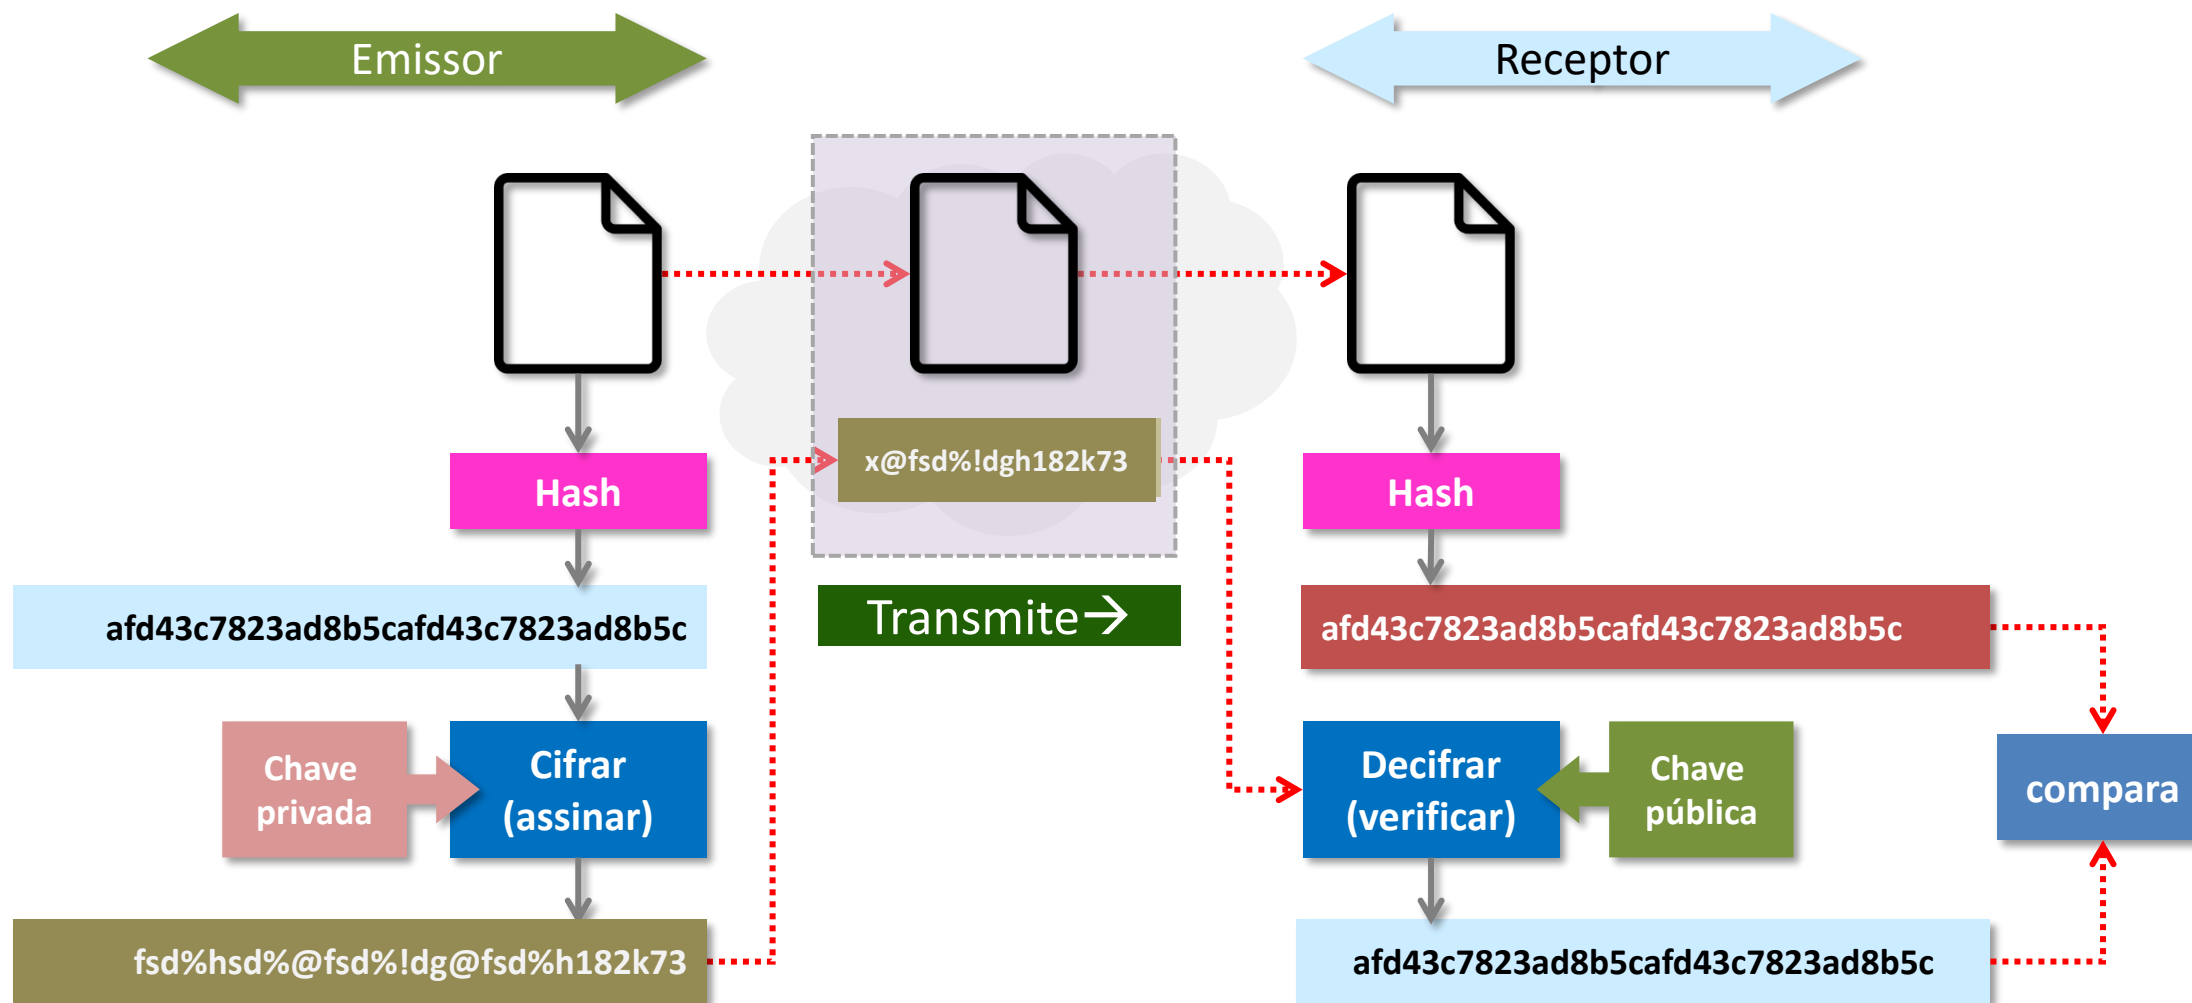 Emissor
Receptor
x@fsd%!dgh182k73
Hash
Hash
afd43c7823ad8b5cafd43c7823ad8b5c
Transmite→
afd43c7823ad8b5cafd43c7823ad8b5c
Chave
privada
Cifrar
(assinar)
Decifrar
(verificar)
Chave
pública
compara
fsd%hsd%@fsd%!dg@fsd%h182k73
afd43c7823ad8b5cafd43c7823ad8b5c